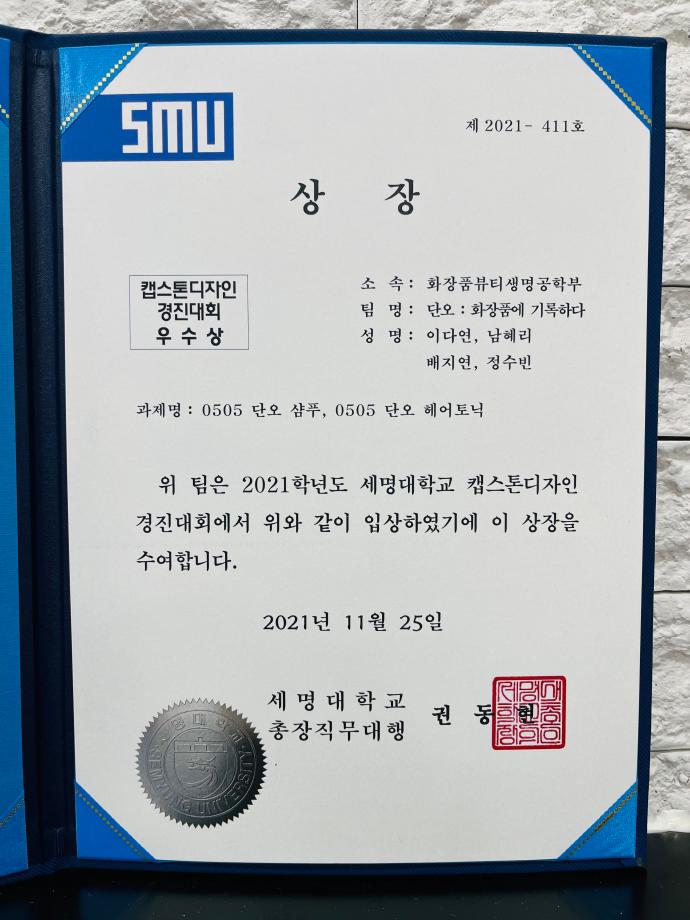 SMU
제 2021- 411호
상 장
캡스톤디자인
경진대회
우 수 상
소 속 : 화장품뷰티생명공학부
팀 명 : 단오 : 화장품에 기록하다
성 명 : 이다연, 남혜리
배지연, 정수빈
과제명 : 0505 단오 샴푸, 0505 단오 헤어토닉
위 팀은 2021학년도 세명대학교 캡스톤디자인
경진대회에서 위와 같이 입상하였기에 이 상장을
수여합니다.
2021년 11월 25일
세 명 대 학 교
총장직무대행 권 동 현
세명대학교
SEMYUNG UNIVERSITY